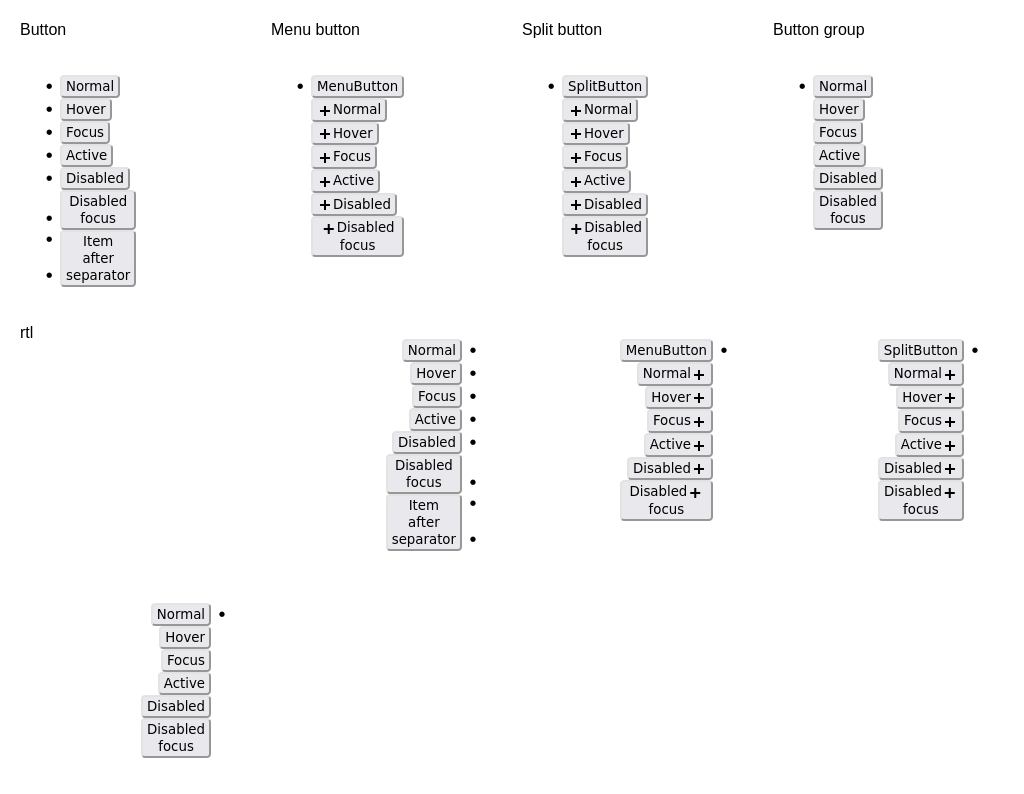 Button
Normal
Hover
Focus
Active
Disabled
Disabled
focus
Item
after
separator
Menu button
MenuButton
Normal
Hover
Focus
Active
Disabled
Disabled
focus
Split button
SplitButton
Normal
Hover
Focus
Active
Disabled
Disabled
focus
Button group
Normal
Hover
Focus
Active
Disabled
Disabled
focus
rtl
Normal
Hover
Focus
Active
Disabled
Disabled
focus
Item
after
separator
MenuButton
Normal
Hover
Focus
Active
Disabled
Disabled
focus
SplitButton
Normal
Hover
Focus
Active
Disabled
Disabled
focus
Normal
Hover
Focus
Active
Disabled
Disabled
focus